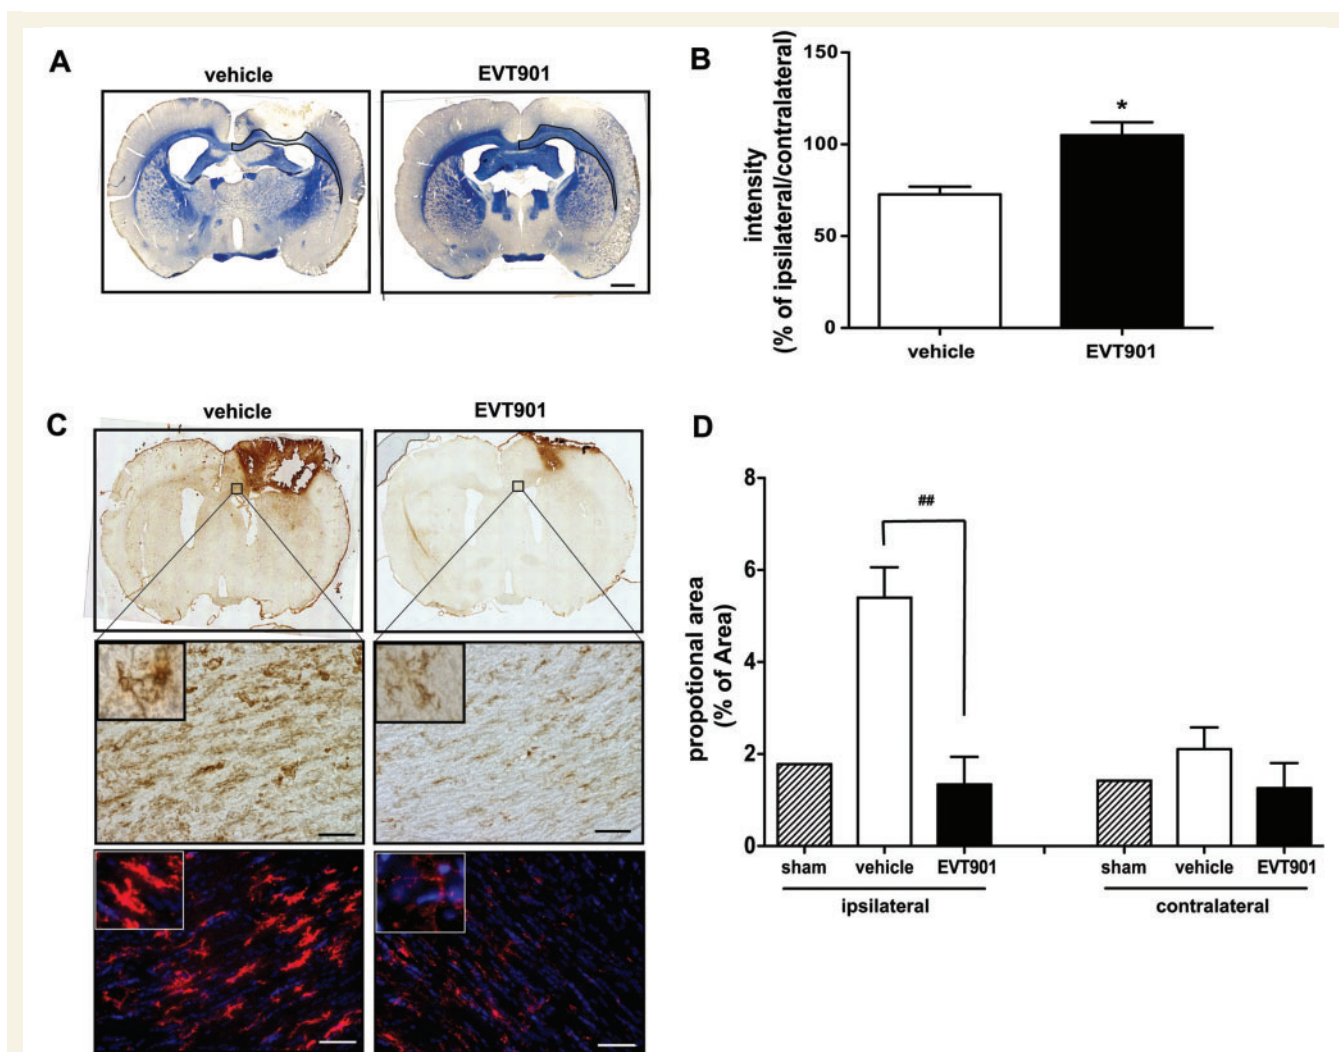 A
vehicle
EVT901
B
intensity
(% of ipsilateral/contralateral)
150
100
50
0
*
vehicle
EVT901
C
vehicle
EVT901
D
propotional area
(% of Area)
8
6
4
2
0
##
sham
vehicle
EVT901
sham
vehicle
EVT901
ipsilateral
contralateral